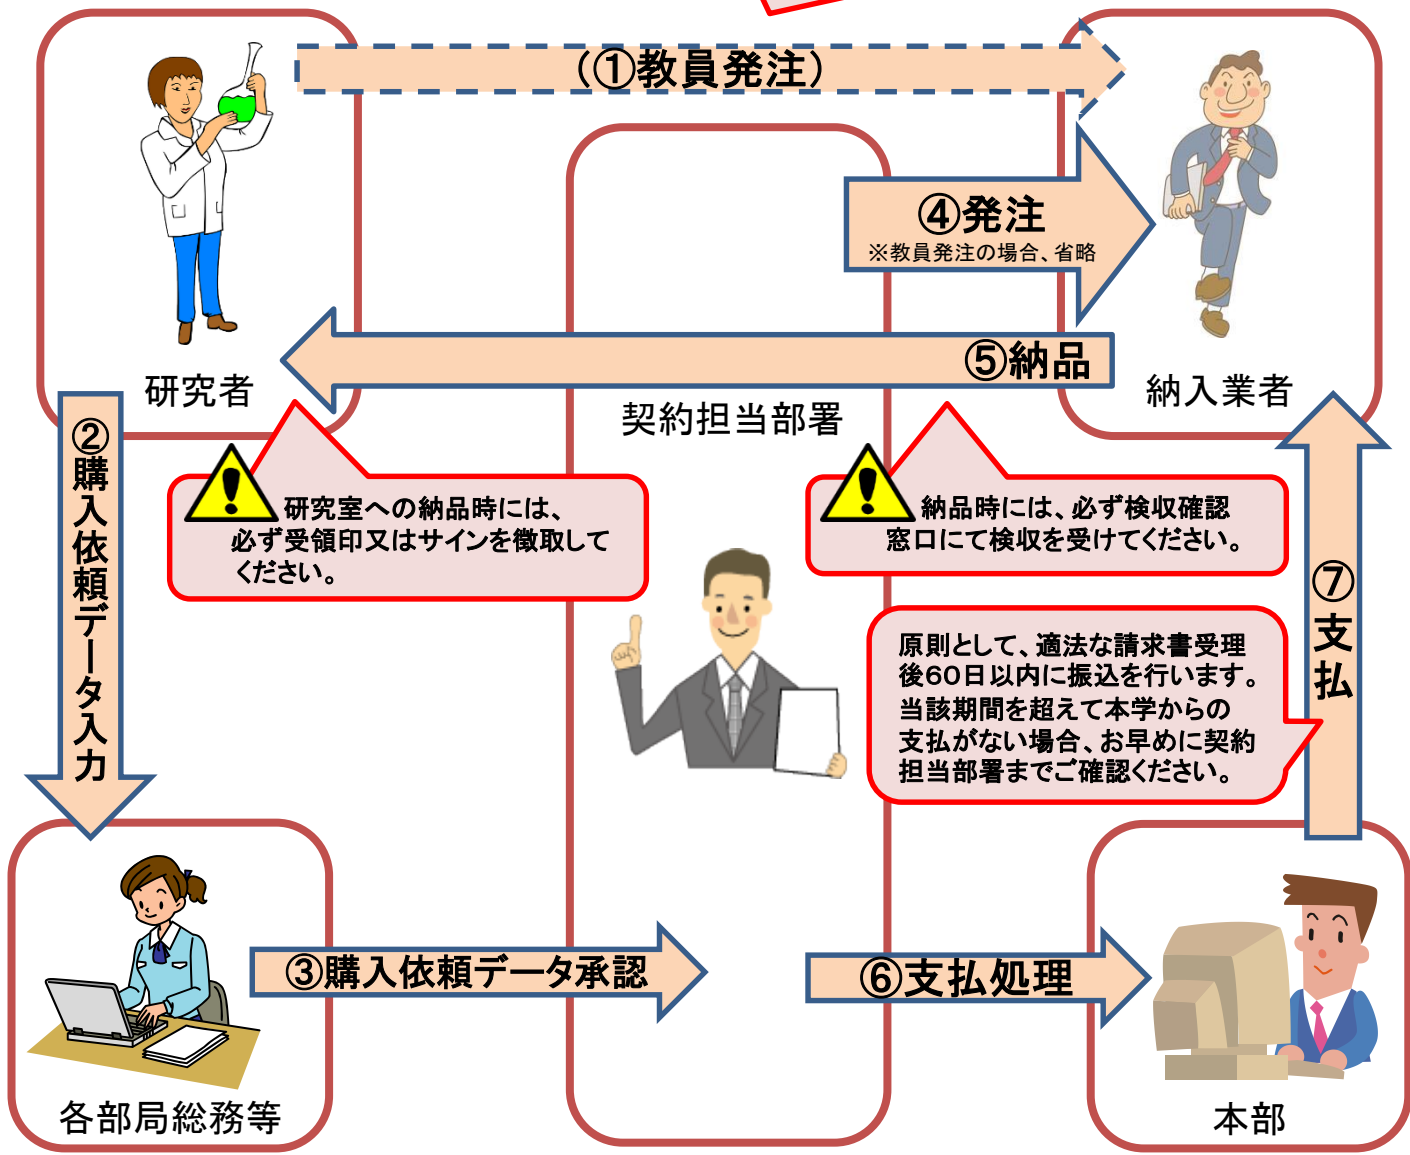 （①教員発注）
④発注
※教員発注の場合、省略
⑤納品
研究者
納入業者
契約担当部署
②購入依頼データ入力
研究室への納品時には、
必ず受領印又はサインを徴取して
ください。
納品時には、必ず検収確認
窓口にて検収を受けてください。
⑦支払
原則として、適法な請求書受理
後６０日以内に振込を行います。
当該期間を超えて本学からの
支払がない場合、お早めに契約
担当部署までご確認ください。
③購入依頼データ承認
⑥支払処理
各部局総務等
本部